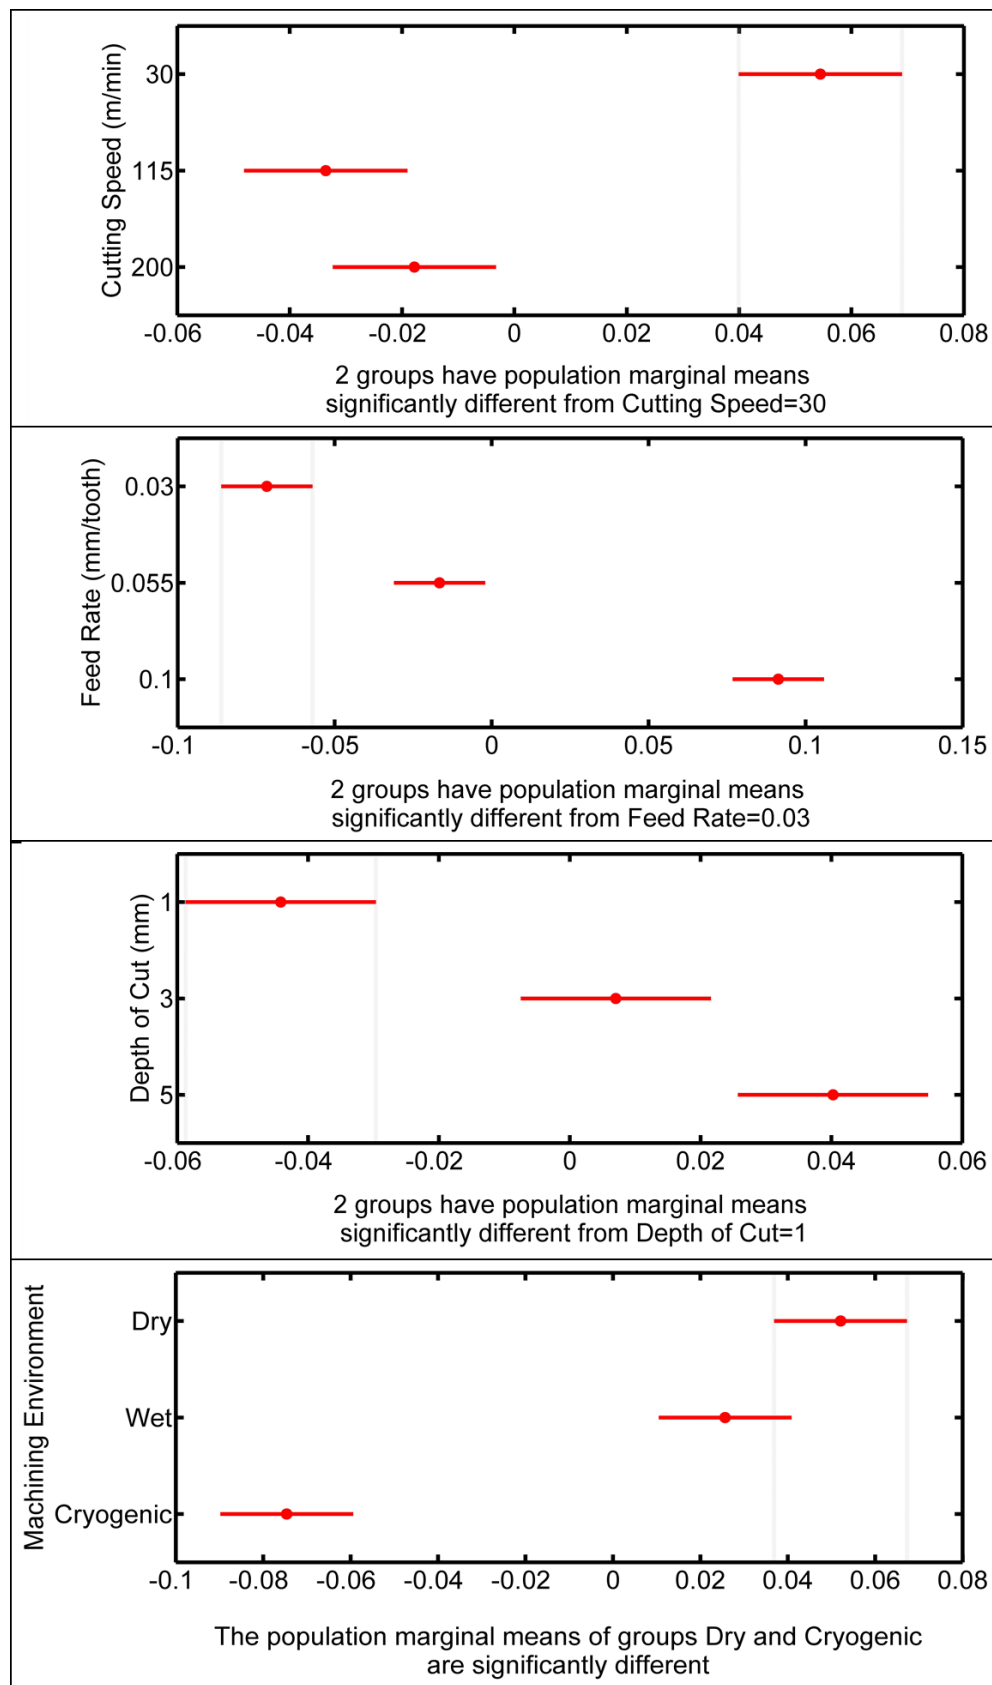 Cutting Speed (m/min)
30
115
200
-0.06 -0.04 -0.02 0 0.02 0.04 0.06 0.08
2 groups have population marginal means
significantly different from Cutting Speed=30
Feed Rate (mm/tooth)
0.03
0.055
0.1
-0.1 -0.05 0 0.05 0.1 0.15
2 groups have population marginal means
significantly different from Feed Rate=0.03
Depth of Cut (mm)
1
3
5
-0.06 -0.04 -0.02 0 0.02 0.04 0.06
2 groups have population marginal means
significantly different from Depth of Cut=1
Machining Environment
Dry
Wet
Cryogenic
-0.1 -0.08 -0.06 -0.04 -0.02 0 0.02 0.04 0.06 0.08
The population marginal means of groups Dry and Cryogenic
are significantly different